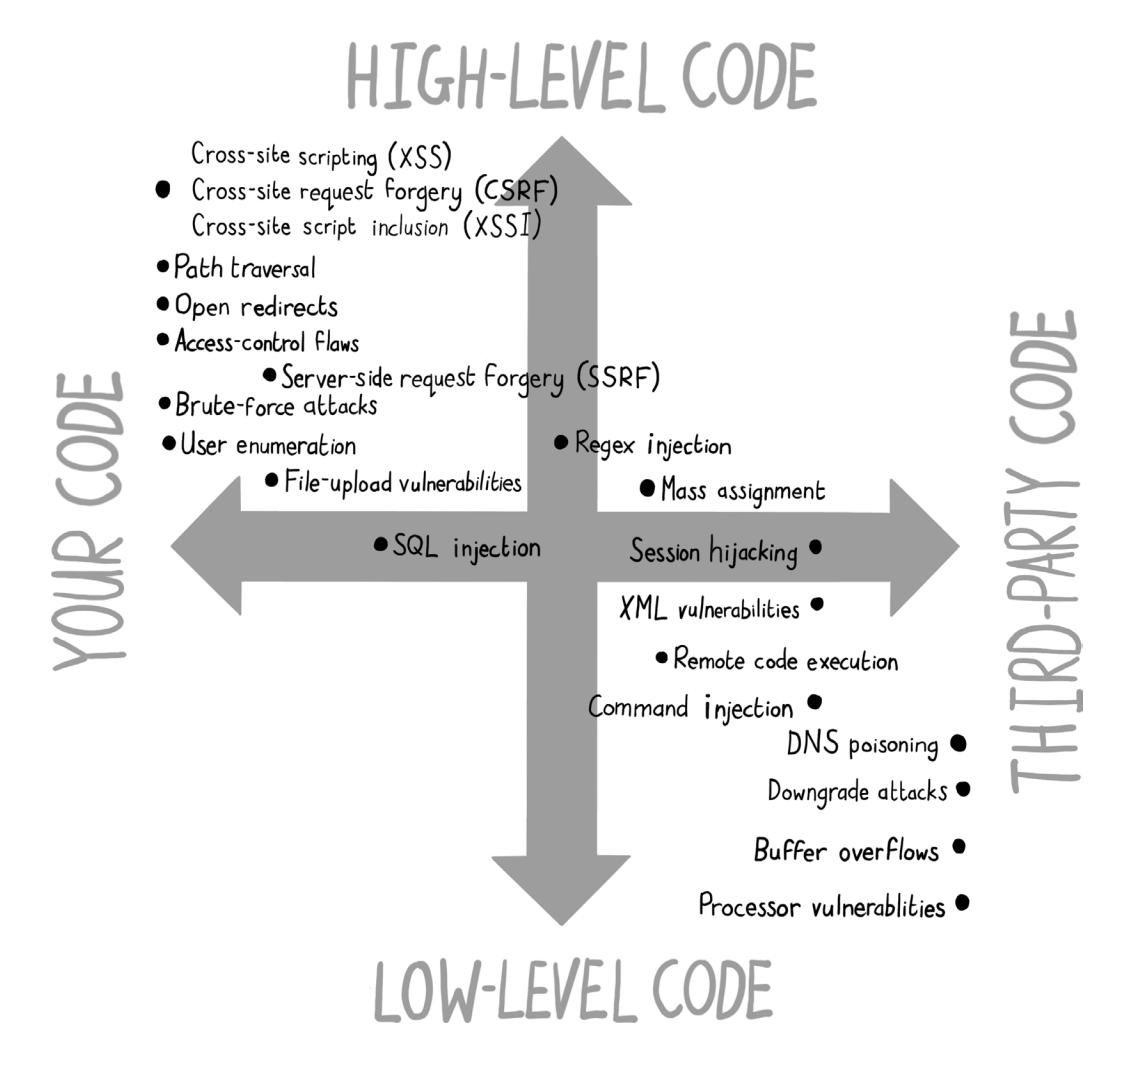 HIGH-LEVEL CODE
Cross-site scripting (XSS)
Cross-site request forgery (CSRF)
Cross-site script inclusion (XSSI)
Path traversal
Open redirects
Access-control flaws
Server-side request forgery (SSRF)
Brute-force attacks
User enumeration
Regex injection
File-upload vulnerabilities
Mass assignment
YOUR CODE
THIRD-PARTY CODE
SQL injection
Session hijacking
XML vulnerabilities
Remote code execution
Command injection
DNS poisoning
Downgrade attacks
Buffer overflows
Processor vulnerablities
LOW-LEVEL CODE